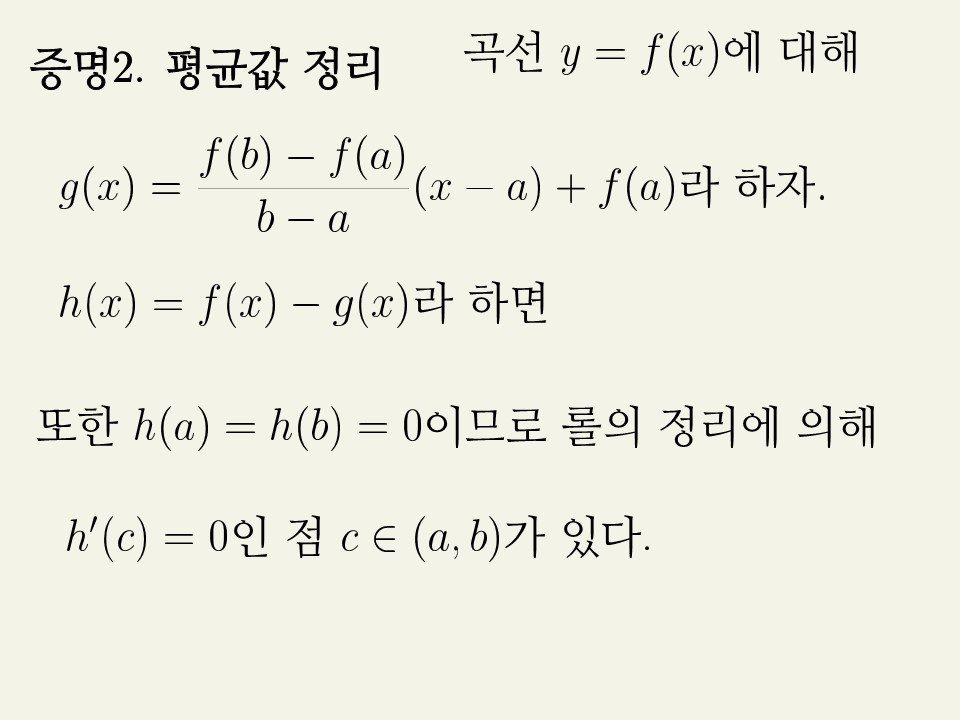 증명2. 평균값 정리
곡선 y = f(x)에 대해
g(x) = \frac{f(b) − f(a)}{b − a}(x − a) + f(a)라 하자.
h(x) = f(x) − g(x)라 하면
또한 h(a) = h(b) = 0이므로 롤의 정리에 의해
h′(c) = 0인 점 c ∈ (a, b)가 있다.